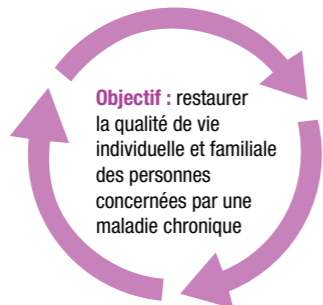 Objectif : restaurer
la qualité de vie
individuelle et familiale
des personnes
concernées par une
maladie chronique